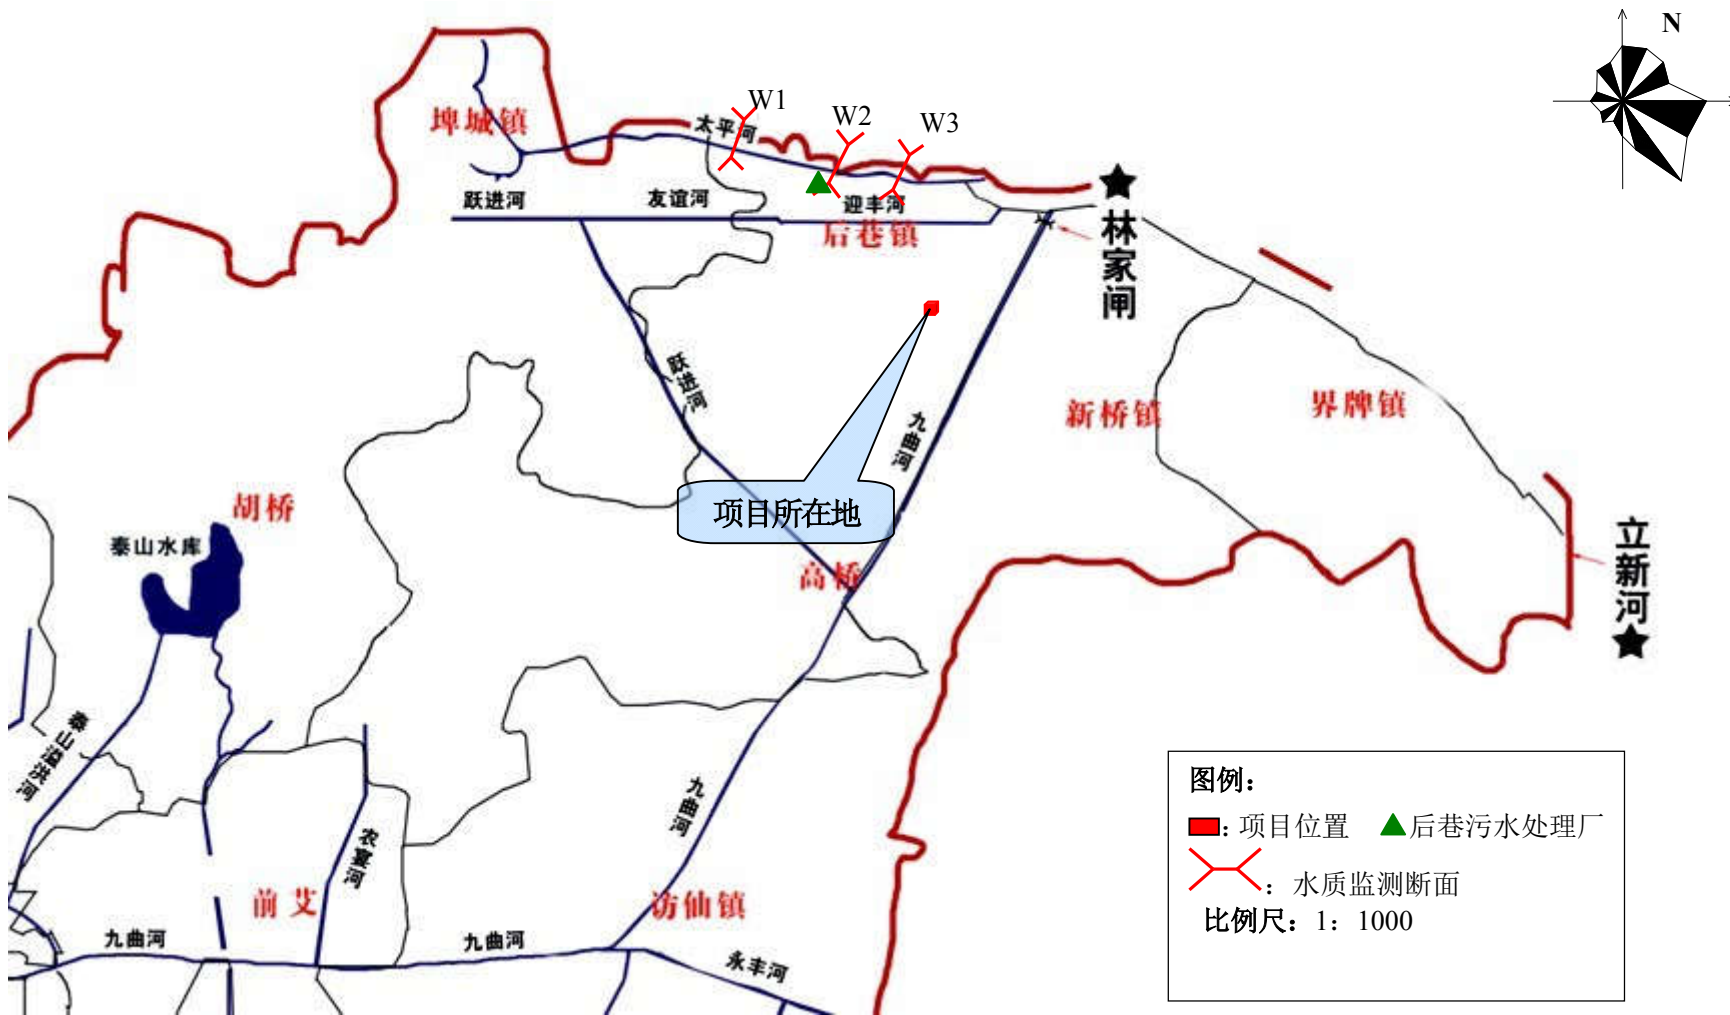 N
W1
W2
W3
埤城镇
太平河
跃进河
友谊河
迎丰河
后巷镇
林家闸
跃进河
九曲河
新桥镇
界牌镇
项目所在地
胡桥
泰山水库
高桥
立新河
泰山溢洪河
九曲河
农宴河
前艾
访仙镇
九曲河
九曲河
永丰河
图例：
：项目位置
后巷污水处理厂
：水质监测断面
比例尺：1：1000